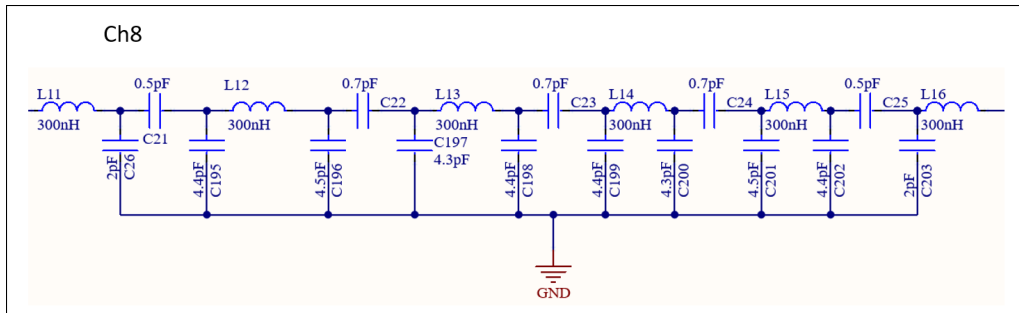 Ch8
L11
300nH
0.5pF
C21
L12
300nH
0.7pF
C22
L13
300nH
0.7pF
C23
L14
300nH
0.7pF
C24
L15
300nH
0.5pF
C25
L16
300nH
2pF
C26
4.4pF
C195
4.5pF
C196
C197
4.3pF
4.4pF
C198
4.4pF
C199
4.3pF
C200
4.5pF
C201
4.4pF
C202
2pF
C203
GND